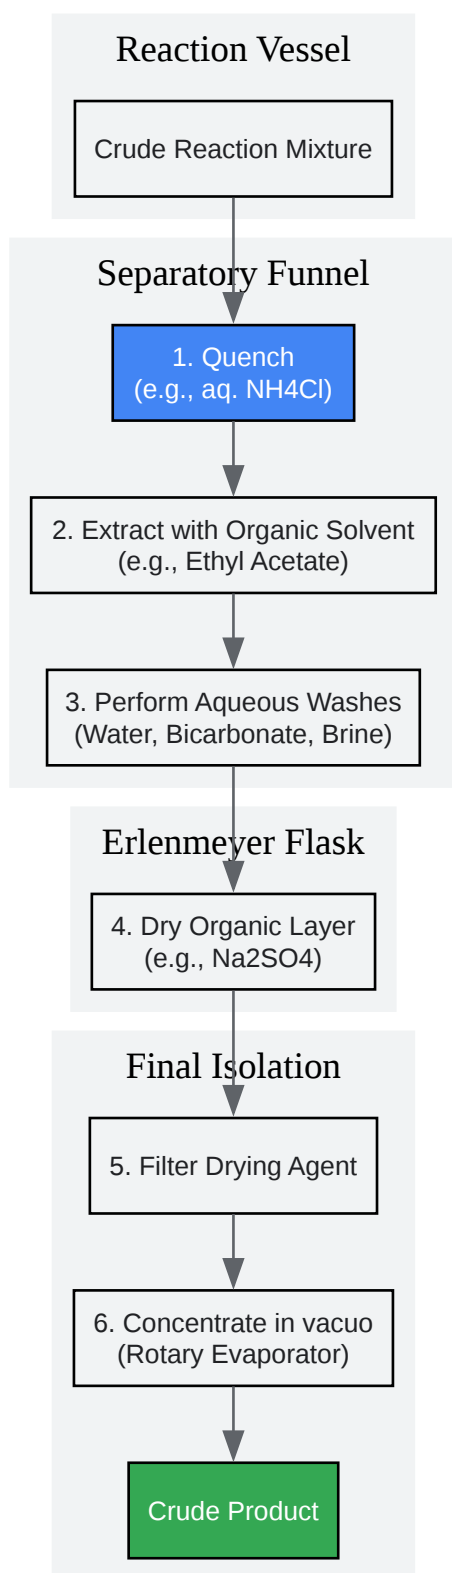 Reaction Vessel
Crude Reaction Mixture
Separatory Funnel
1. Quench
(e.g., aq. NH4Cl)
2. Extract with Organic Solvent
(e.g., Ethyl Acetate)
3. Perform Aqueous Washes
(Water, Bicarbonate, Brine)
Erlenmeyer Flask
4. Dry Organic Layer
(e.g., Na2SO4)
Final Isolation
5. Filter Drying Agent
6. Concentrate in vacuo
(Rotary Evaporator)
Crude Product